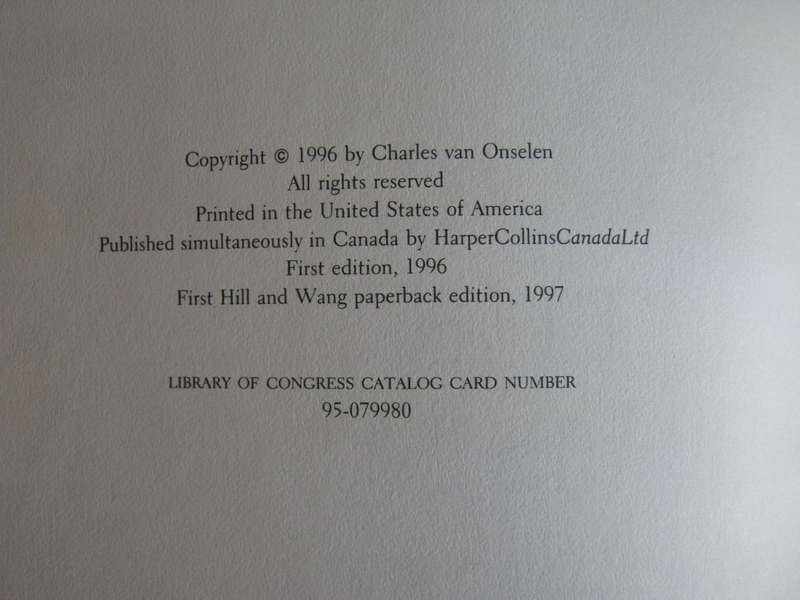 Copyright © 1996 by Charles van Onselen
All rights reserved
Printed in the United States of America
Published simultaneously in Canada by HarperCollinsCanadaLtd
First edition, 1996
First Hill and Wang paperback edition, 1997
LIBRARY OF CONGRESS CATALOG CARD NUMBER
95-079980